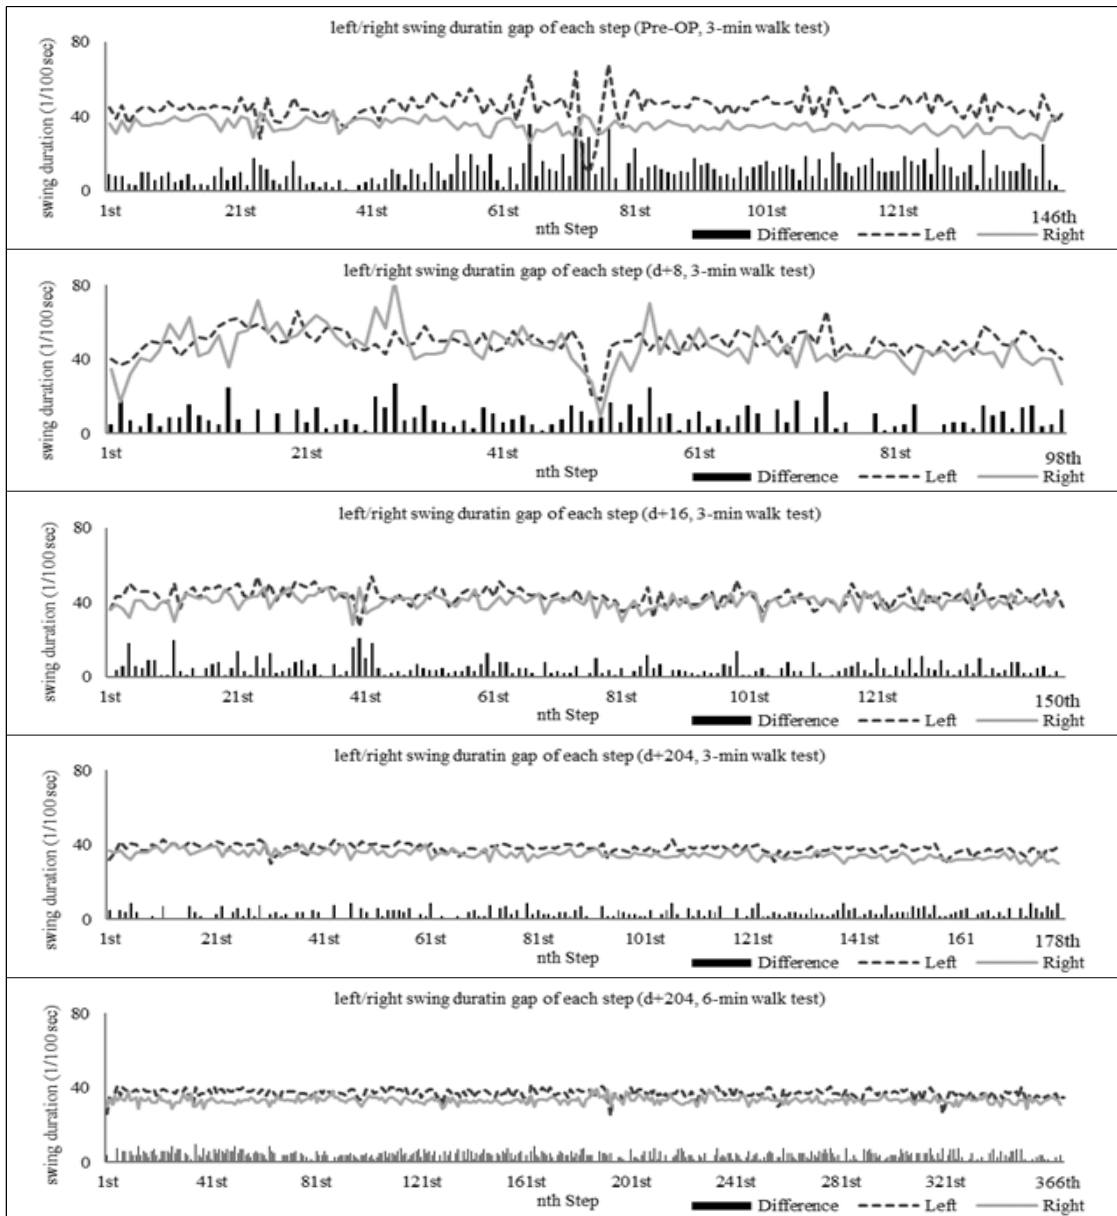 left/right swing duratin gap of each step (Pre-OP, 3-min walk test)
swing duration (1/100sec)
80
40
0
1st 21st 41st 61st 81st 101st 121st 146th
nth Step
Difference Left Right
left/right swing duratin gap of each step (d+8, 3-min walk test)
swing duration (1/100 sec)
80
40
0
1st 21st 41st 61st 81st 98th
nth Step
Difference Left Right
left/right swing duratin gap of each step (d+16, 3-min walk test)
swing duration (1/100 sec)
80
40
0
1st 21st 41st 61st 81st 101st 121st 150th
nth Step
Difference Left Right
left/right swing duratin gap of each step (d+204, 3-min walk test)
swing duration (1/100 sec)
80
40
0
1st 21st 41st 61st 81st 101st 121st 141st 161 178th
nth Step
Difference Left Right
left/right swing duratin gap of each step (d+204, 6-min walk test)
swing duration (1/100 sec)
80
40
0
1st 41st 81st 121st 161st 201st 241st 281st 321st 366th
nth Step
Difference Left Right